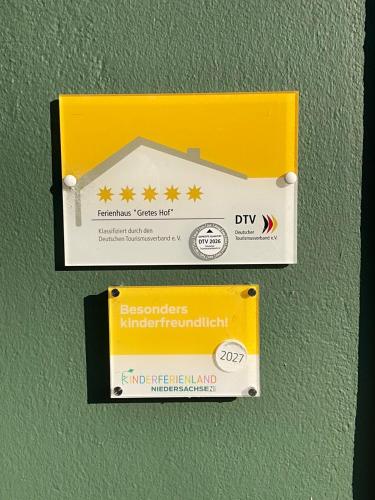 Ferienhaus "Gretes Hof"
Klassifiziert durch den
Deutschen Tourismusverband e.V.
DTV 2026
DTV
Deutscher
Tourismusverband e.V.
Besonders
kinderfreundlich!
2027
KINDERFERIENLAND
NIEDERSACHSEN